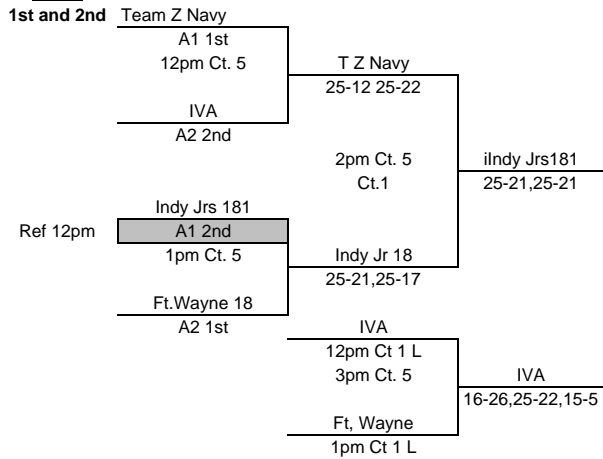 1st and 2nd Team Z Navy
A1 1st
12pm Ct. 5
T Z Navy
25-12 25-22
IVA
A2 2nd
2pm Ct. 5
Ct.1
iIndy Jrs181
25-21,25-21
Indy Jrs 181
Ref 12pm A1 2nd
1pm Ct. 5
Indy Jr 18
25-21,25-17
Ft.Wayne 18
A2 1st
IVA
12pm Ct 1 L
3pm Ct. 5
IVA
16-26,25-22,15-5
Ft, Wayne
1pm Ct 1 L